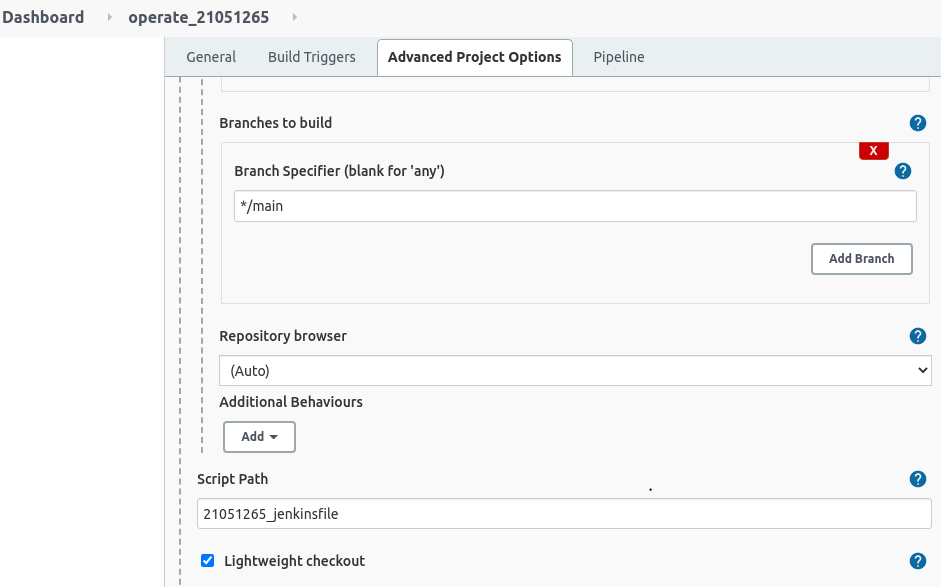 Dashboard operate_21051265
General Build Triggers Advanced Project Options Pipeline
Branches to build ?
X
Branch Specifier (blank for 'any') ?
*/main
Add Branch
Repository browser ?
(Auto)
Additional Behaviours
Add
Script Path ?
21051265_jenkinsfile
Lightweight checkout ?